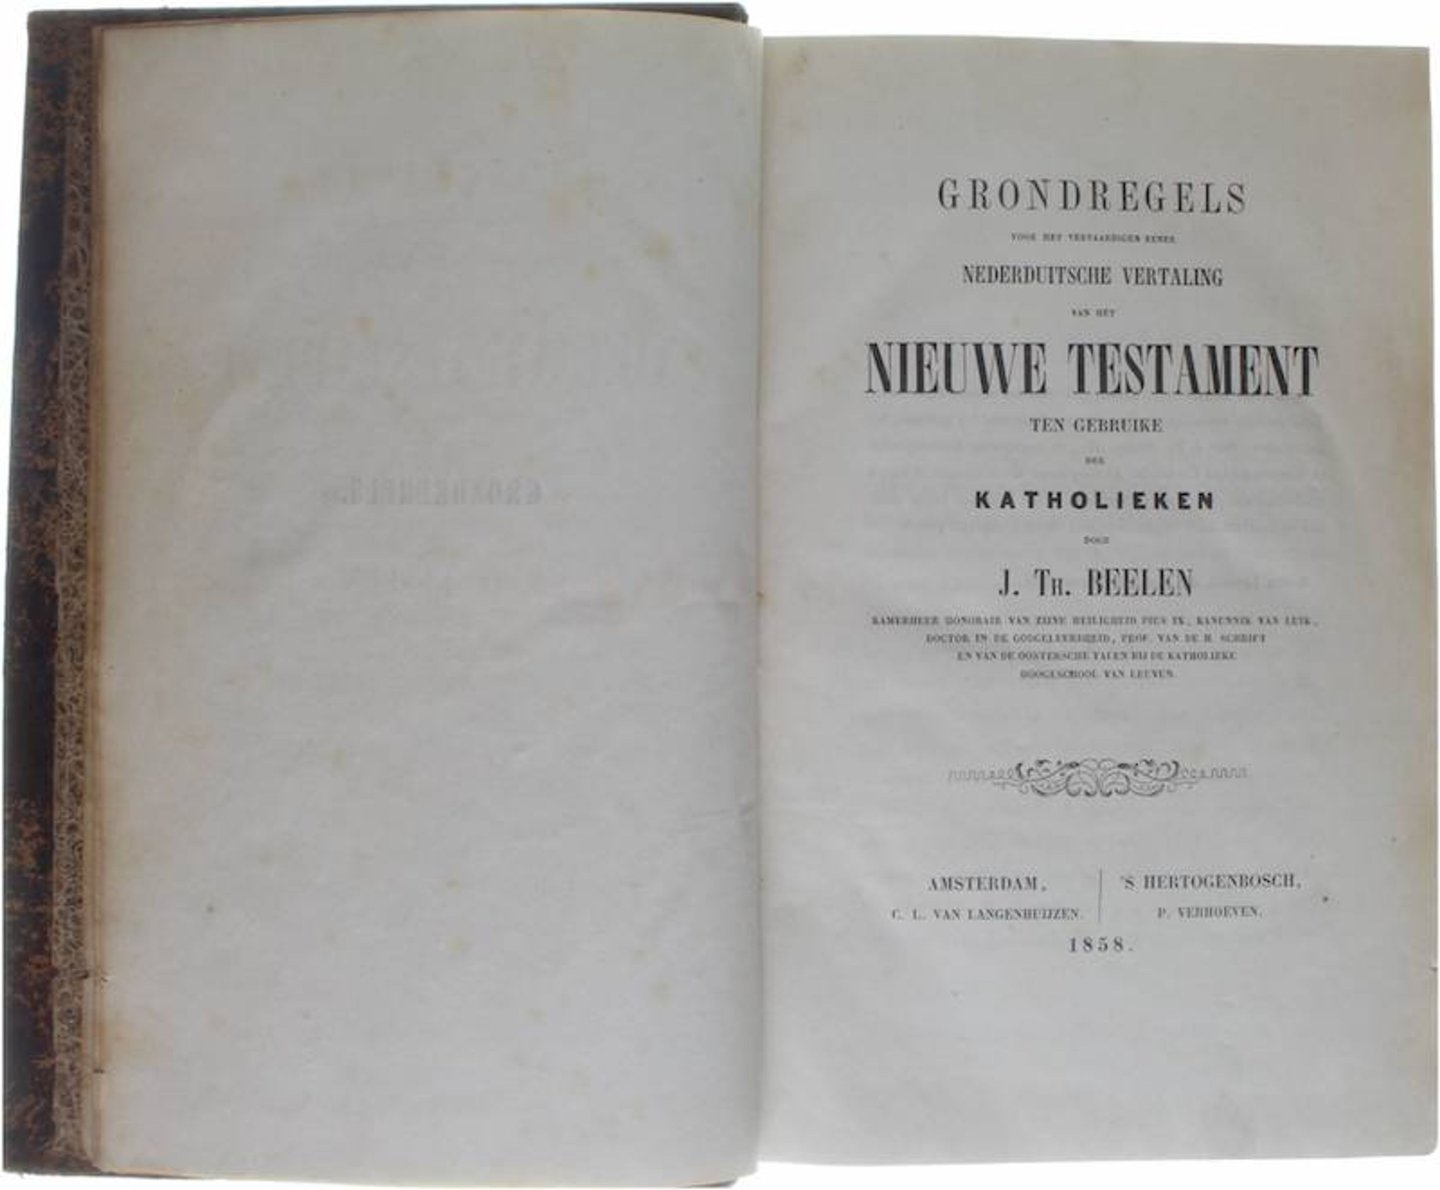 GRONDREGELS
VOOR HET VERVAARDIGEN EENER
NEDERDUITSCHE VERTALING
VAN HET
NIEUWE TESTAMENT
TEN GEBRUIKE
DER
KATHOLIEKEN
DOOR
J. TH. BEELEN
KAMERHEER HONORAIR VAN ZIJNE HEILIGHEID PIUS IX, KANUNNIK VAN LUIK,
DOCTOR IN DE GODGELEERDHEID, PROF. VAN DE H. SCHRIFT
EN VAN DE OOSTERSCHE TALEN BIJ DE KATHOLIEKE
HOOGESCHOOL VAN LEUVEN.
AMSTERDAM,
C. L. VAN LANGENHUIJZEN.
'S HERTOGENBOSCH,
P. VERHOEVEN.
1858.